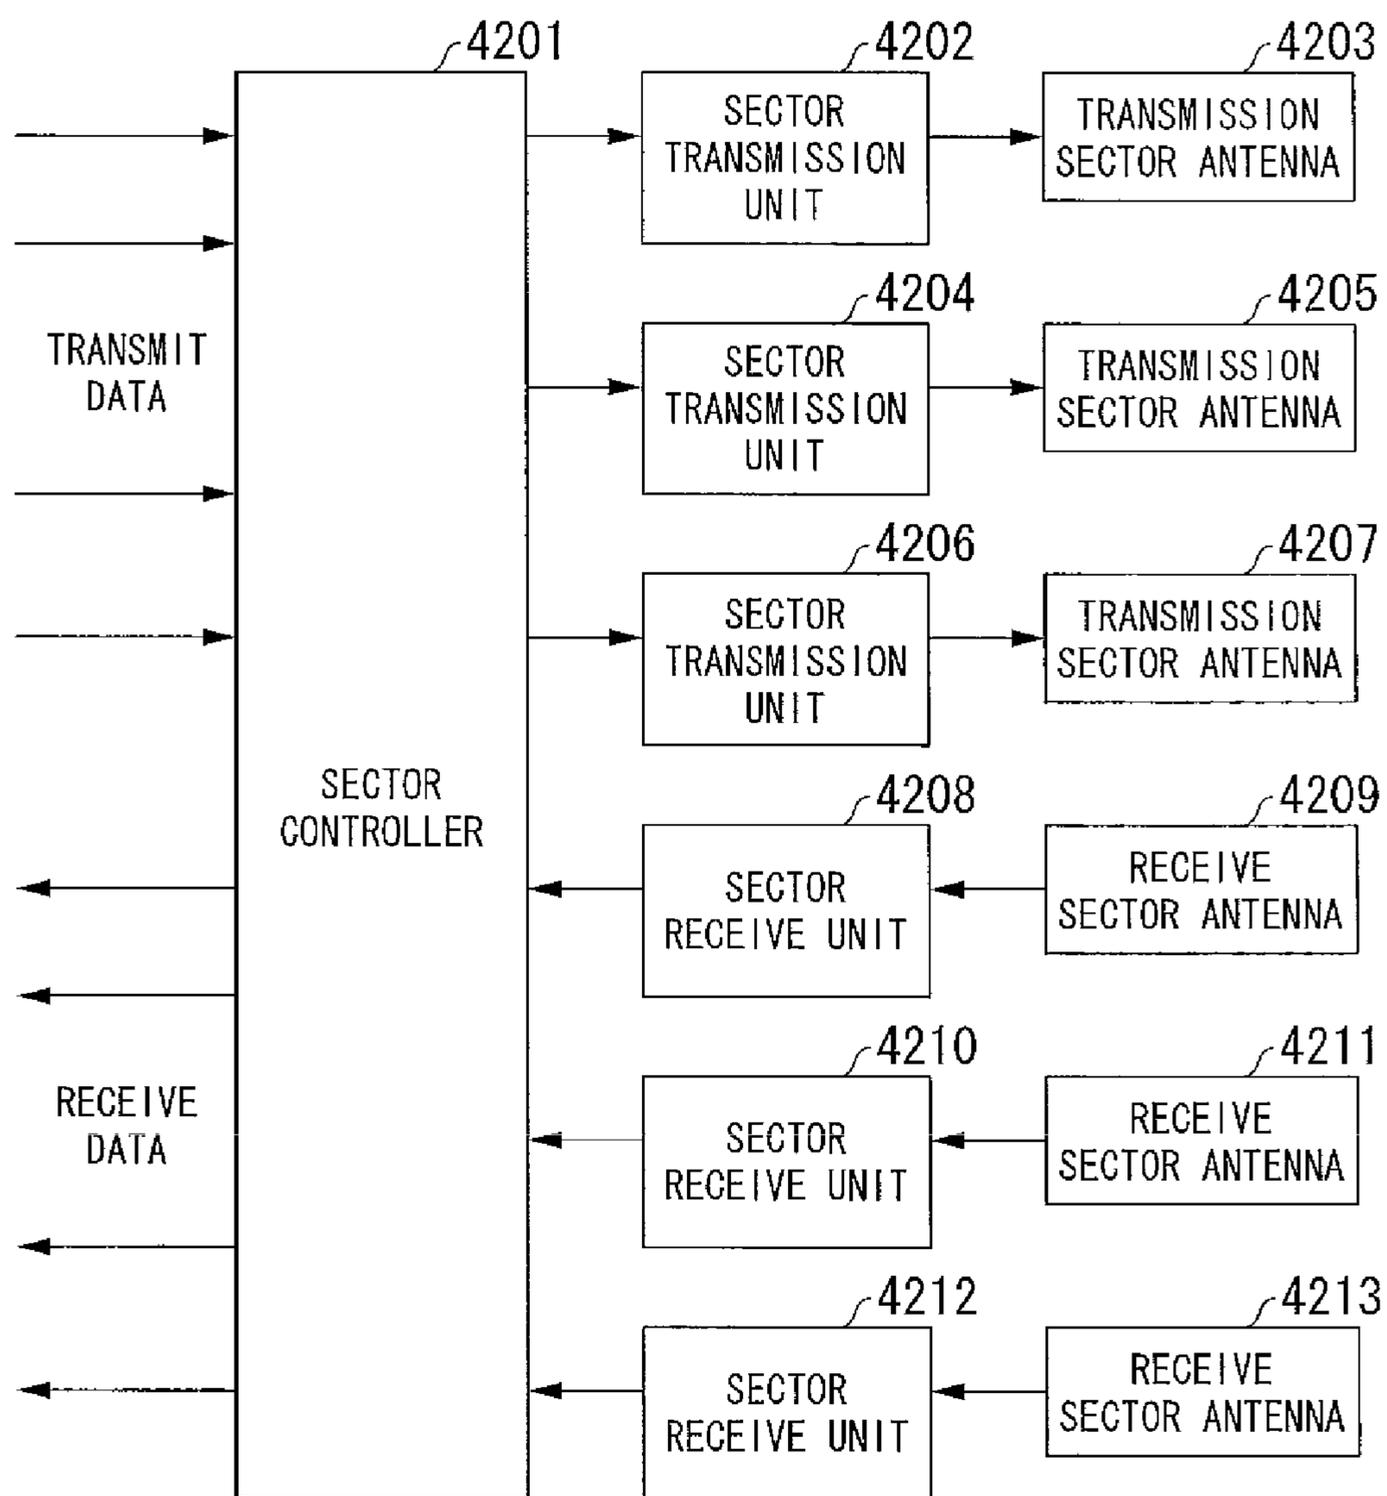 4201
4202
4203
SECTOR
TRANSMISSION
UNIT
TRANSMISSION
SECTOR ANTENNA
4204
4205
TRANSMIT
DATA
SECTOR
TRANSMISSION
UNIT
TRANSMISSION
SECTOR ANTENNA
4206
4207
SECTOR
TRANSMISSION
UNIT
TRANSMISSION
SECTOR ANTENNA
SECTOR
CONTROLLER
4208
4209
SECTOR
RECEIVE UNIT
RECEIVE
SECTOR ANTENNA
4210
4211
RECEIVE
DATA
SECTOR
RECEIVE UNIT
RECEIVE
SECTOR ANTENNA
4212
4213
SECTOR
RECEIVE UNIT
RECEIVE
SECTOR ANTENNA